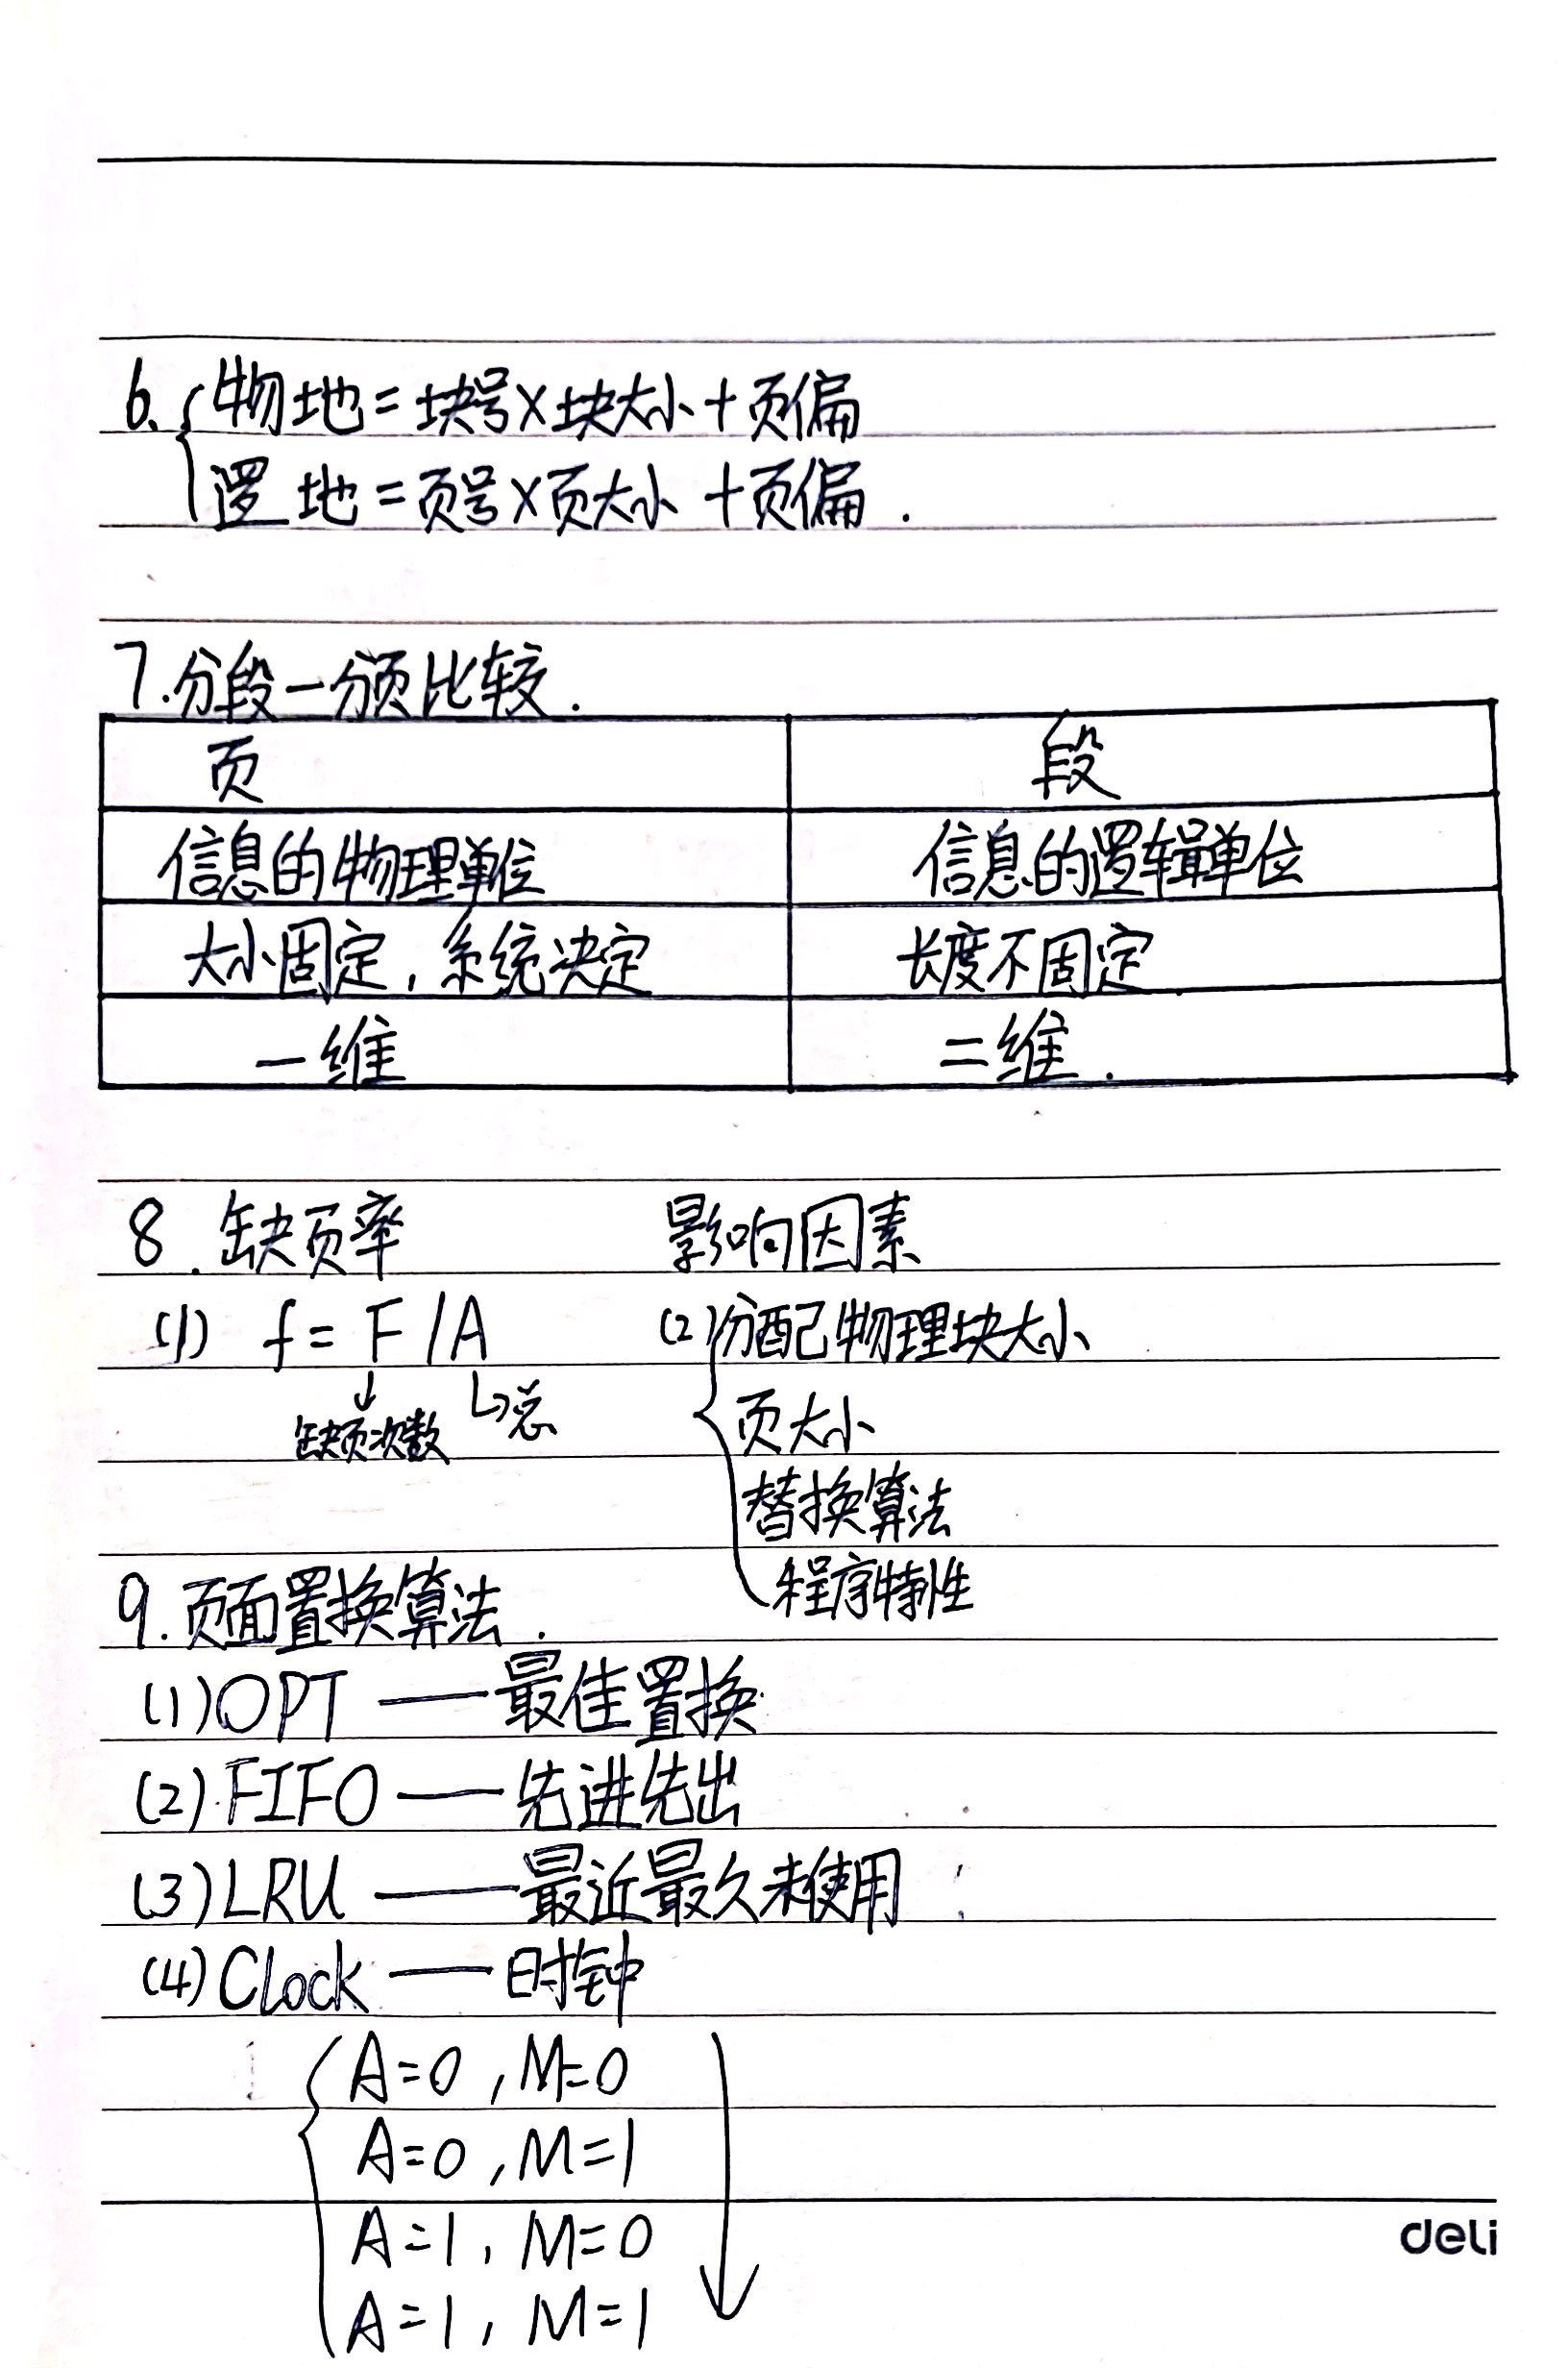 6. 物地=块号×块大小+页偏
逻地=页号×页大小+页偏.
7.分段一分页比较.
页 段
信息的物理单位 信息的逻辑单位
大小固定,系统决定 长度不固定.
一维 二维.
8.缺页率 影响因素
(1) f=F/A (2)分配物理块大小
缺页次数 总 页大小
替换算法
程序特性
9.页面置换算法.
(1)OPT——最佳置换
(2)FIFO——先进先出
(3)LRU——最近最久未使用
(4)Clock——时钟
A=0,M=0
A=0,M=1
A=1,M=0
A=1,M=1
deli